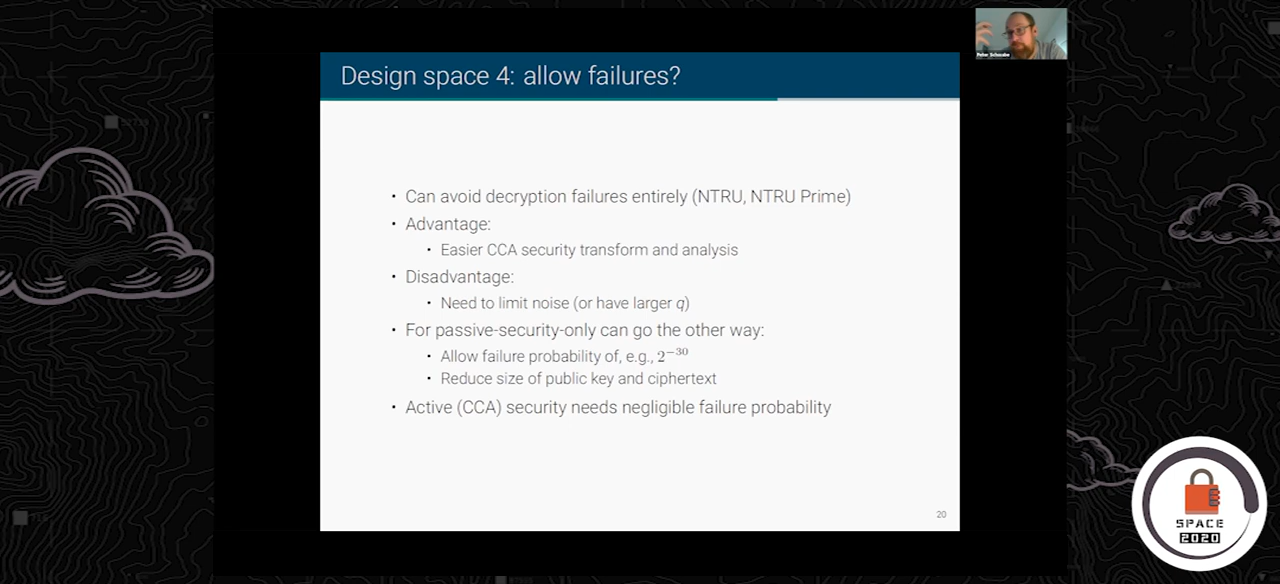 Peter Schwabe
Design space 4: allow failures?
• Can avoid decryption failures entirely (NTRU, NTRU Prime)
• Advantage:
• Easier CCA security transform and analysis
• Disadvantage:
• Need to limit noise (or have larger q)
• For passive-security-only can go the other way:
• Allow failure probability of, e.g., 2⁻³⁰
• Reduce size of public key and ciphertext
• Active (CCA) security needs negligible failure probability
20
SPACE
2020